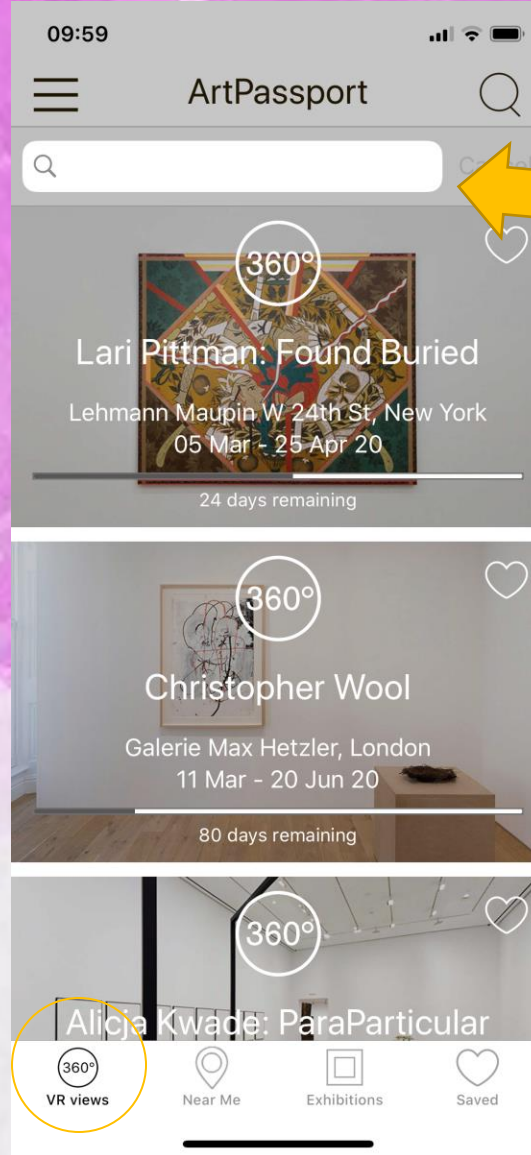 09:59
ArtPassport
360°
Lari Pittman: Found Buried
Lehmann Maupin W 24th St, New York
05 Mar - 25 Apr 20
24 days remaining
360°
Christopher Wool
Galerie Max Hetzler, London
11 Mar - 20 Jun 20
80 days remaining
360°
Alicja Kwade: ParaParticular
360°
VR views
Near Me
Exhibitions
Saved